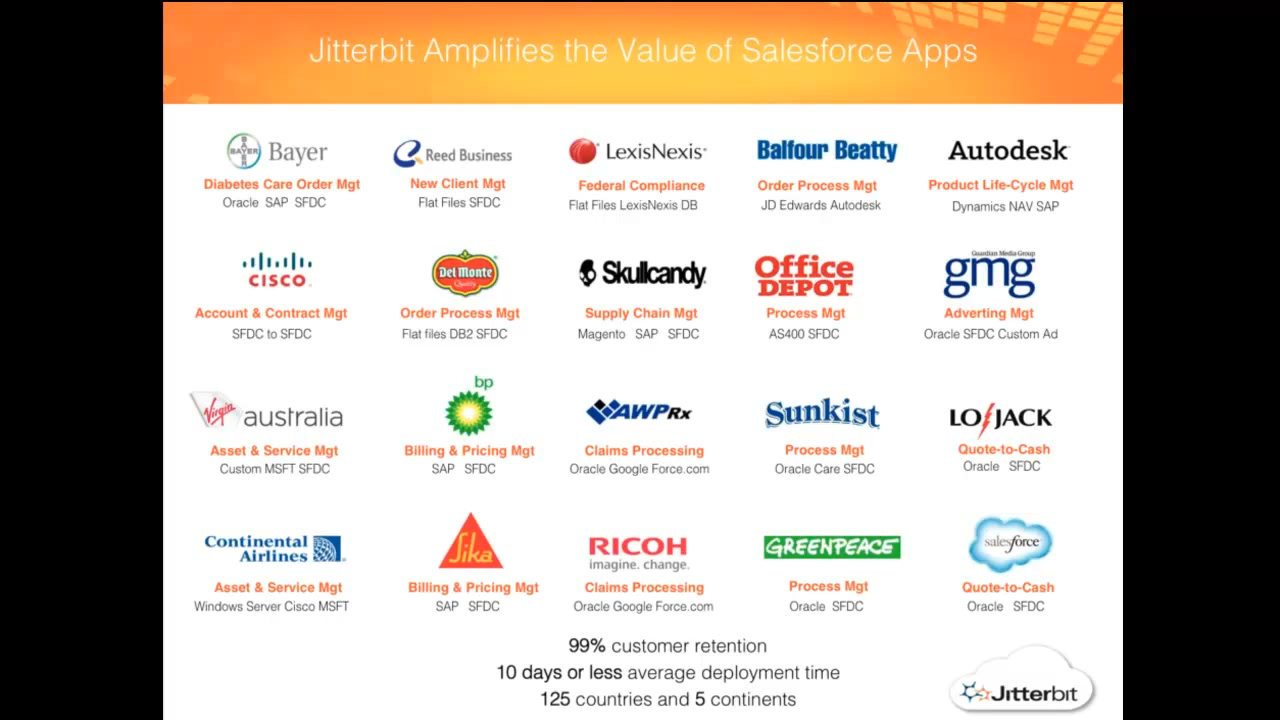 Jitterbit Amplifies the Value of Salesforce Apps
BAYER BAYER Bayer
Reed Business
LexisNexis
Balfour Beatty
Autodesk
Diabetes Care Order Mgt
New Client Mgt
Federal Compliance
Order Process Mgt
Product Life-Cycle Mgt
Oracle SAP SFDC
Flat Files SFDC
Flat Files LexisNexis DB
JD Edwards Autodesk
Dynamics NAV SAP
CISCO
Del Monte
Quality
Skullcandy
Office
DEPOT
Guardian Media Group
gmg
Account & Contract Mgt
Order Process Mgt
Supply Chain Mgt
Process Mgt
Adverting Mgt
SFDC to SFDC
Flat files DB2 SFDC
Magento SAP SFDC
AS400 SFDC
Oracle SFDC Custom Ad
Virgin australia
bp
AWPRx
Sunkist
LOJACK
Asset & Service Mgt
Billing & Pricing Mgt
Claims Processing
Process Mgt
Quote-to-Cash
Custom MSFT SFDC
SAP SFDC
Oracle Google Force.com
Oracle Care SFDC
Oracle SFDC
Continental
Airlines
Sika
RICOH
imagine. change.
GREENPEACE
salesforce
Asset & Service Mgt
Billing & Pricing Mgt
Claims Processing
Process Mgt
Quote-to-Cash
Windows Server Cisco MSFT
SAP SFDC
Oracle Google Force.com
Oracle SFDC
Oracle SFDC
99% customer retention
10 days or less average deployment time
125 countries and 5 continents
Jitterbit